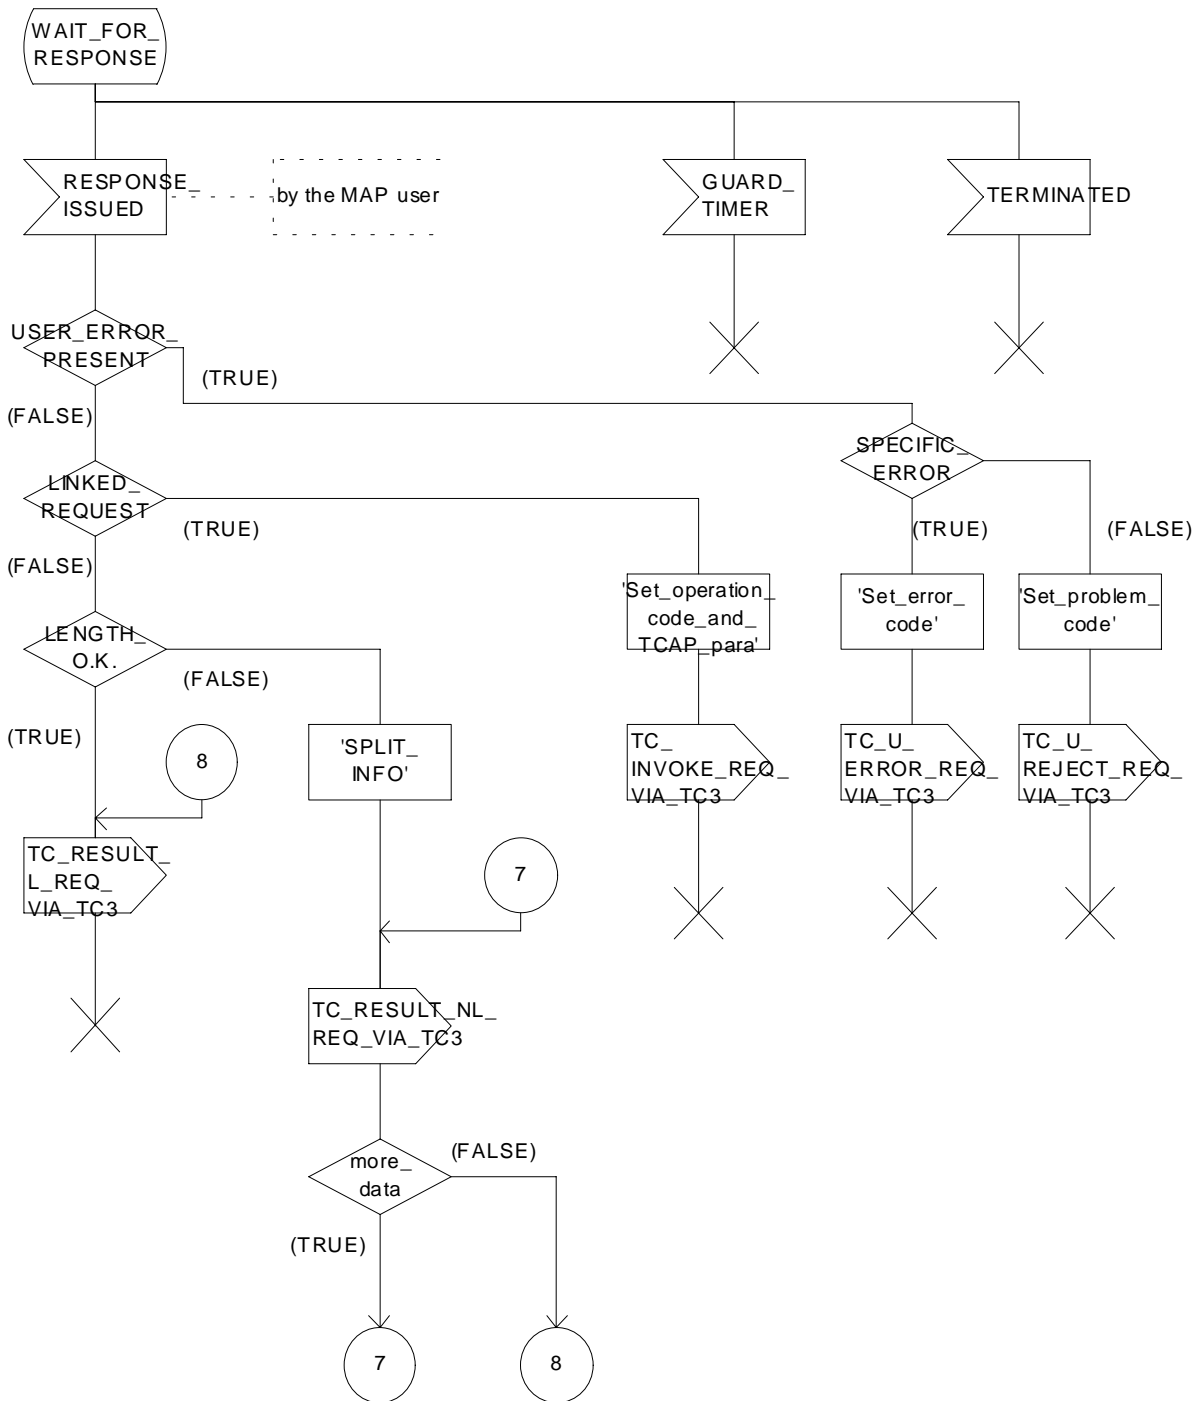 WAIT_FOR_
RESPONSE
RESPONSE_
ISSUED
by the MAP user
GUARD_
TIMER
TERMINATED
USER_ERROR_
PRESENT
(TRUE)
(FALSE)
SPECIFIC_
ERROR
LINKED_
REQUEST
(TRUE)
(TRUE)
(FALSE)
(FALSE)
'Set_operation_
code_and_
TCAP_para'
'Set_error_
code'
'Set_problem_
code'
LENGTH_
O.K.
(FALSE)
(TRUE)
8
'SPLIT_
INFO'
TC_
INVOKE_REQ_
VIA_TC3
TC_U_
ERROR_REQ_
VIA_TC3
TC_U_
REJECT_REQ_
VIA_TC3
TC_RESULT_
L_REQ_
VIA_TC3
7
TC_RESULT_NL_
REQ_VIA_TC3
more_
data
(FALSE)
(TRUE)
7
8